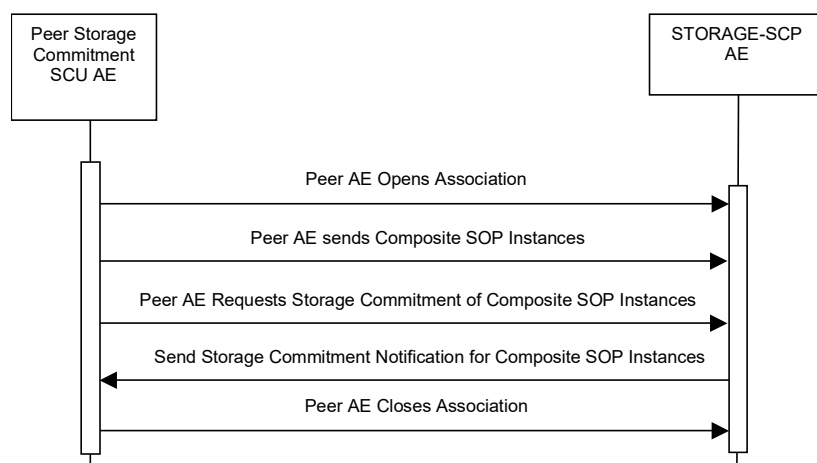 Peer Storage
Commitment
SCU AE
STORAGE-SCP
AE
Peer AE Opens Association
Peer AE sends Composite SOP Instances
Peer AE Requests Storage Commitment of Composite SOP Instances
Send Storage Commitment Notification for Composite SOP Instances
Peer AE Closes Association